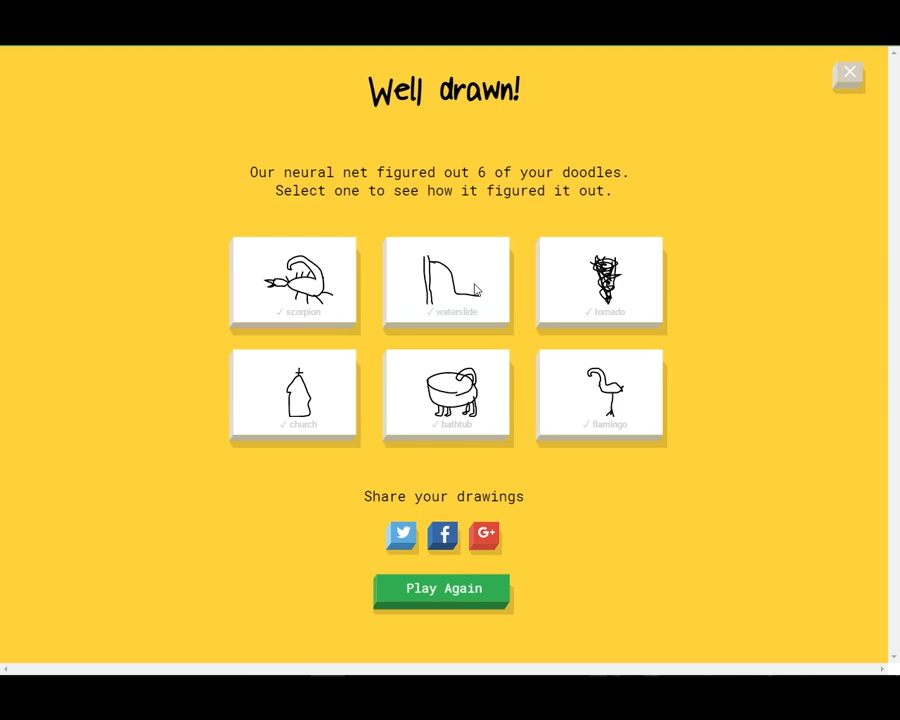 Well drawn!
Our neural net figured out 6 of your doodles.
Select one to see how it figured it out.
✓ scorpion
✓ waterslide
✓ tornado
✓ church
✓ bathtub
✓ flamingo
Share your drawings
G+
Play Again